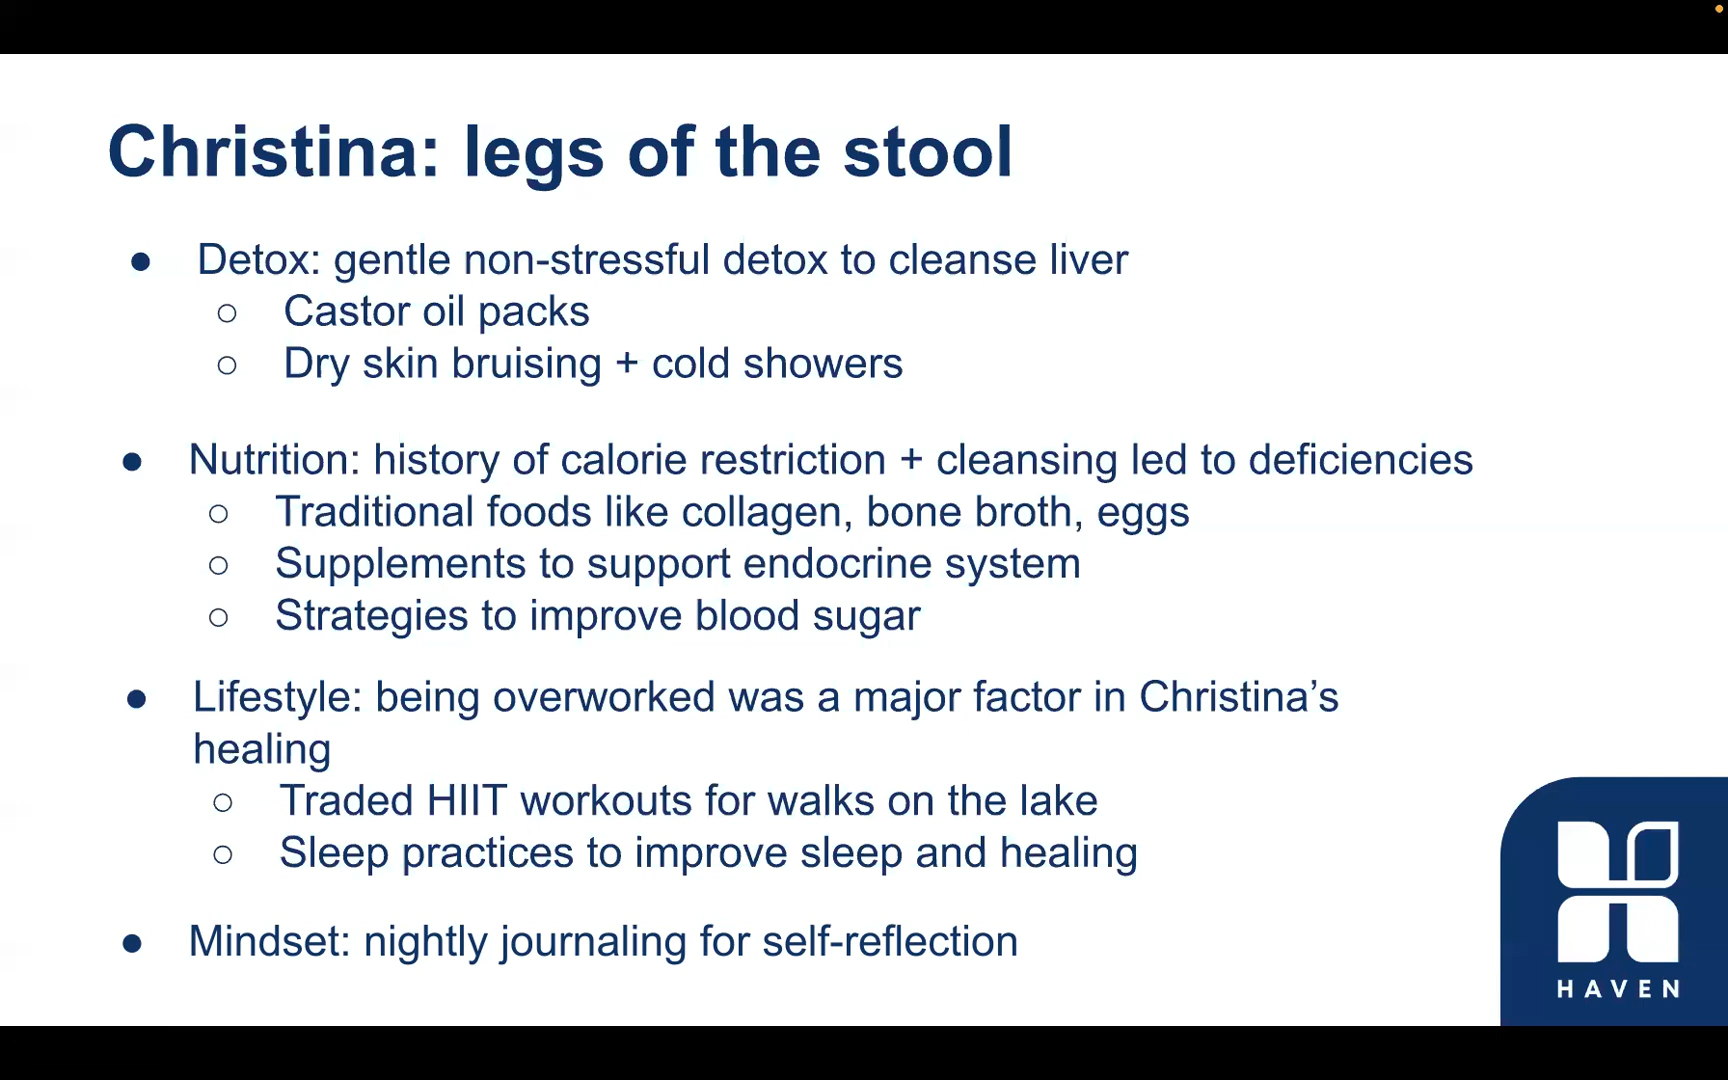 Christina: legs of the stool
● Detox: gentle non-stressful detox to cleanse liver
○ Castor oil packs
○ Dry skin bruising + cold showers
● Nutrition: history of calorie restriction + cleansing led to deficiencies
○ Traditional foods like collagen, bone broth, eggs
○ Supplements to support endocrine system
○ Strategies to improve blood sugar
● Lifestyle: being overworked was a major factor in Christina’s
healing
○ Traded HIIT workouts for walks on the lake
○ Sleep practices to improve sleep and healing
● Mindset: nightly journaling for self-reflection
HAVEN